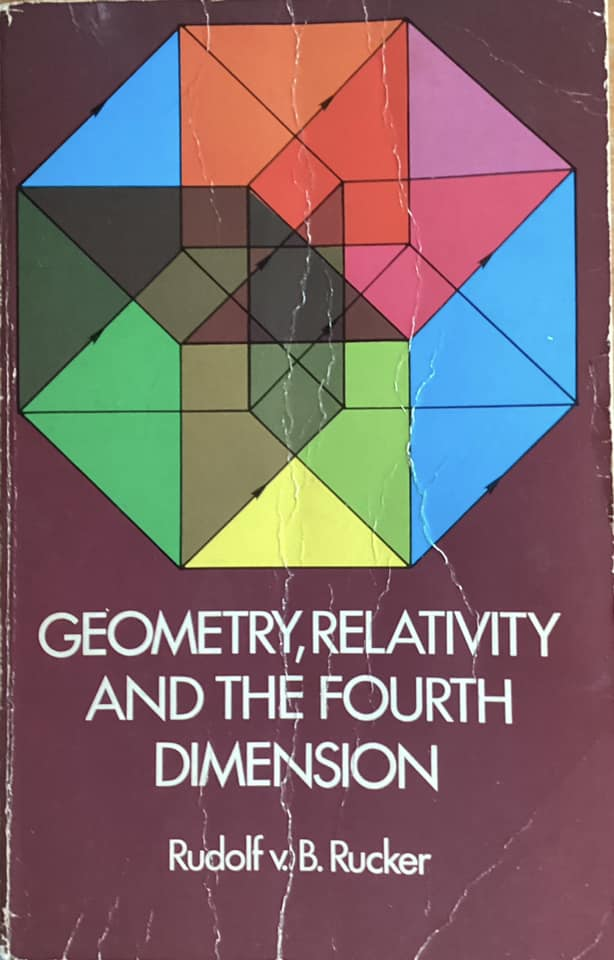 GEOMETRY, RELATIVITY
AND THE FOURTH
DIMENSION
Rudolf v. B. Rucker